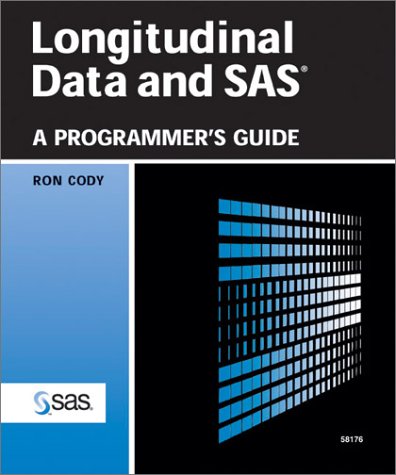 Longitudinal
Data and SAS®
A PROGRAMMER'S GUIDE
RON CODY
sas®
58176